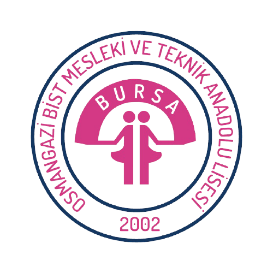 OSMANGAZİ BİST MESLEKİ VE TEKNİK ANADOLU LİSESİ
BURSA
2002